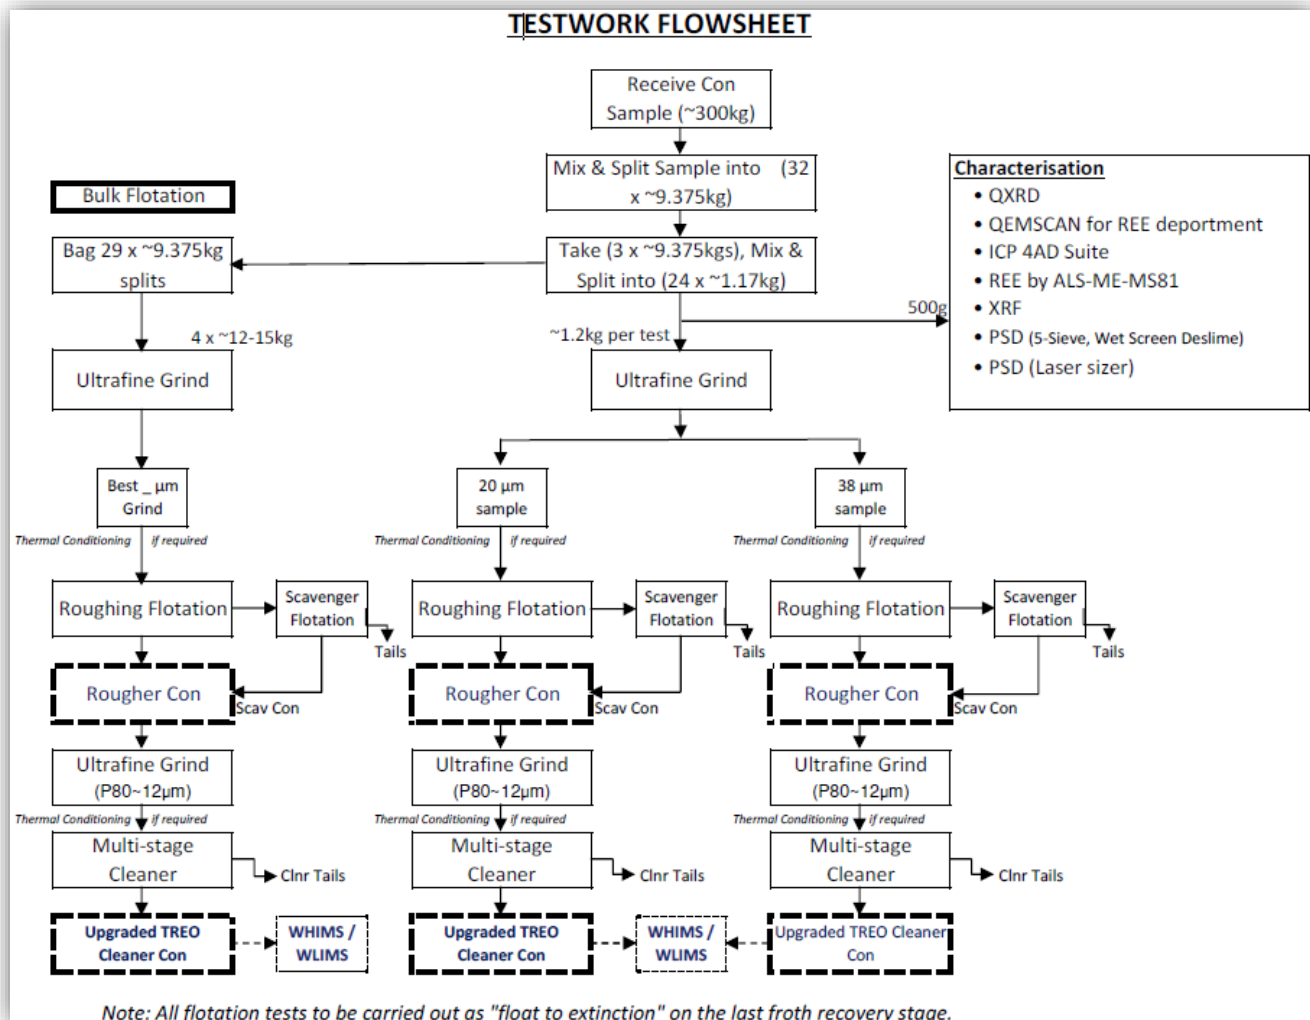 TESTWORK FLOWSHEET
Receive Con
Sample (~300kg)
Mix & Split Sample into (32
x ~9.375kg)
Characterisation
• QXRD
• QEMSCAN for REE deportment
• ICP 4AD Suite
• REE by ALS-ME-MS81
• XRF
• PSD (5-Sieve, Wet Screen Deslime)
• PSD (Laser sizer)
Bulk Flotation
Bag 29 x ~9.375kg
splits
Take (3 x ~9.375kgs), Mix &
Split into (24 x ~1.17kg)
500g
4 x ~12-15kg
~1.2kg per test
Ultrafine Grind
Ultrafine Grind
Best _ µm
Grind
20 µm
sample
38 µm
sample
Thermal Conditioning if required
Thermal Conditioning if required
Thermal Conditioning if required
Roughing Flotation
Scavenger
Flotation
Tails
Roughing Flotation
Scavenger
Flotation
Tails
Roughing Flotation
Scavenger
Flotation
Tails
Rougher Con
Scav Con
Rougher Con
Scav Con
Rougher Con
Scav Con
Ultrafine Grind
(P80~12µm)
Ultrafine Grind
(P80~12µm)
Ultrafine Grind
(P80~12µm)
Thermal Conditioning if required
Thermal Conditioning if required
Thermal Conditioning if required
Multi-stage
Cleaner
Clnr Tails
Multi-stage
Cleaner
Clnr Tails
Multi-stage
Cleaner
Clnr Tails
Upgraded TREO
Cleaner Con
WHIMS /
WLIMS
Upgraded TREO
Cleaner Con
WHIMS /
WLIMS
Upgraded TREO Cleaner
Con
Note: All flotation tests to be carried out as "float to extinction" on the last froth recovery stage.